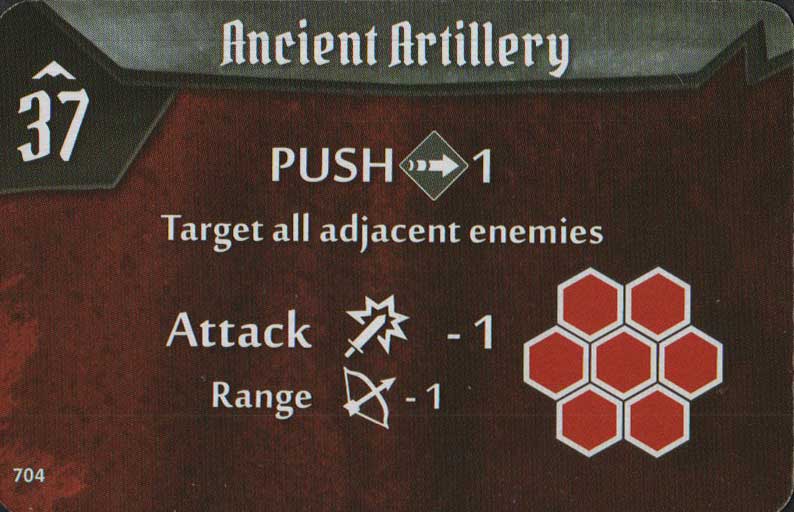 Ancient Artillery
37
PUSH 1
Target all adjacent enemies
Attack - 1
Range - 1
704